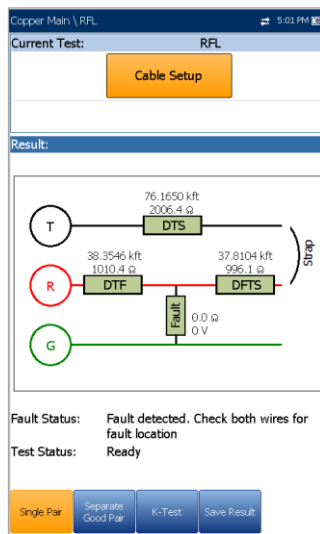 Copper Main \ RFL 5:01 PM
Current Test: RFL
Cable Setup
Result:
76.1650 kft
2006.4 Ω
T DTS
38.3546 kft 37.8104 kft
1010.4 Ω 996.1 Ω
R DTF DFTS
Strap
Fault
0.0 Ω
0 V
G
Fault Status: Fault detected. Check both wires for
fault location
Test Status: Ready
Single Pair
Separate
Good Pair
K-Test
Save Result